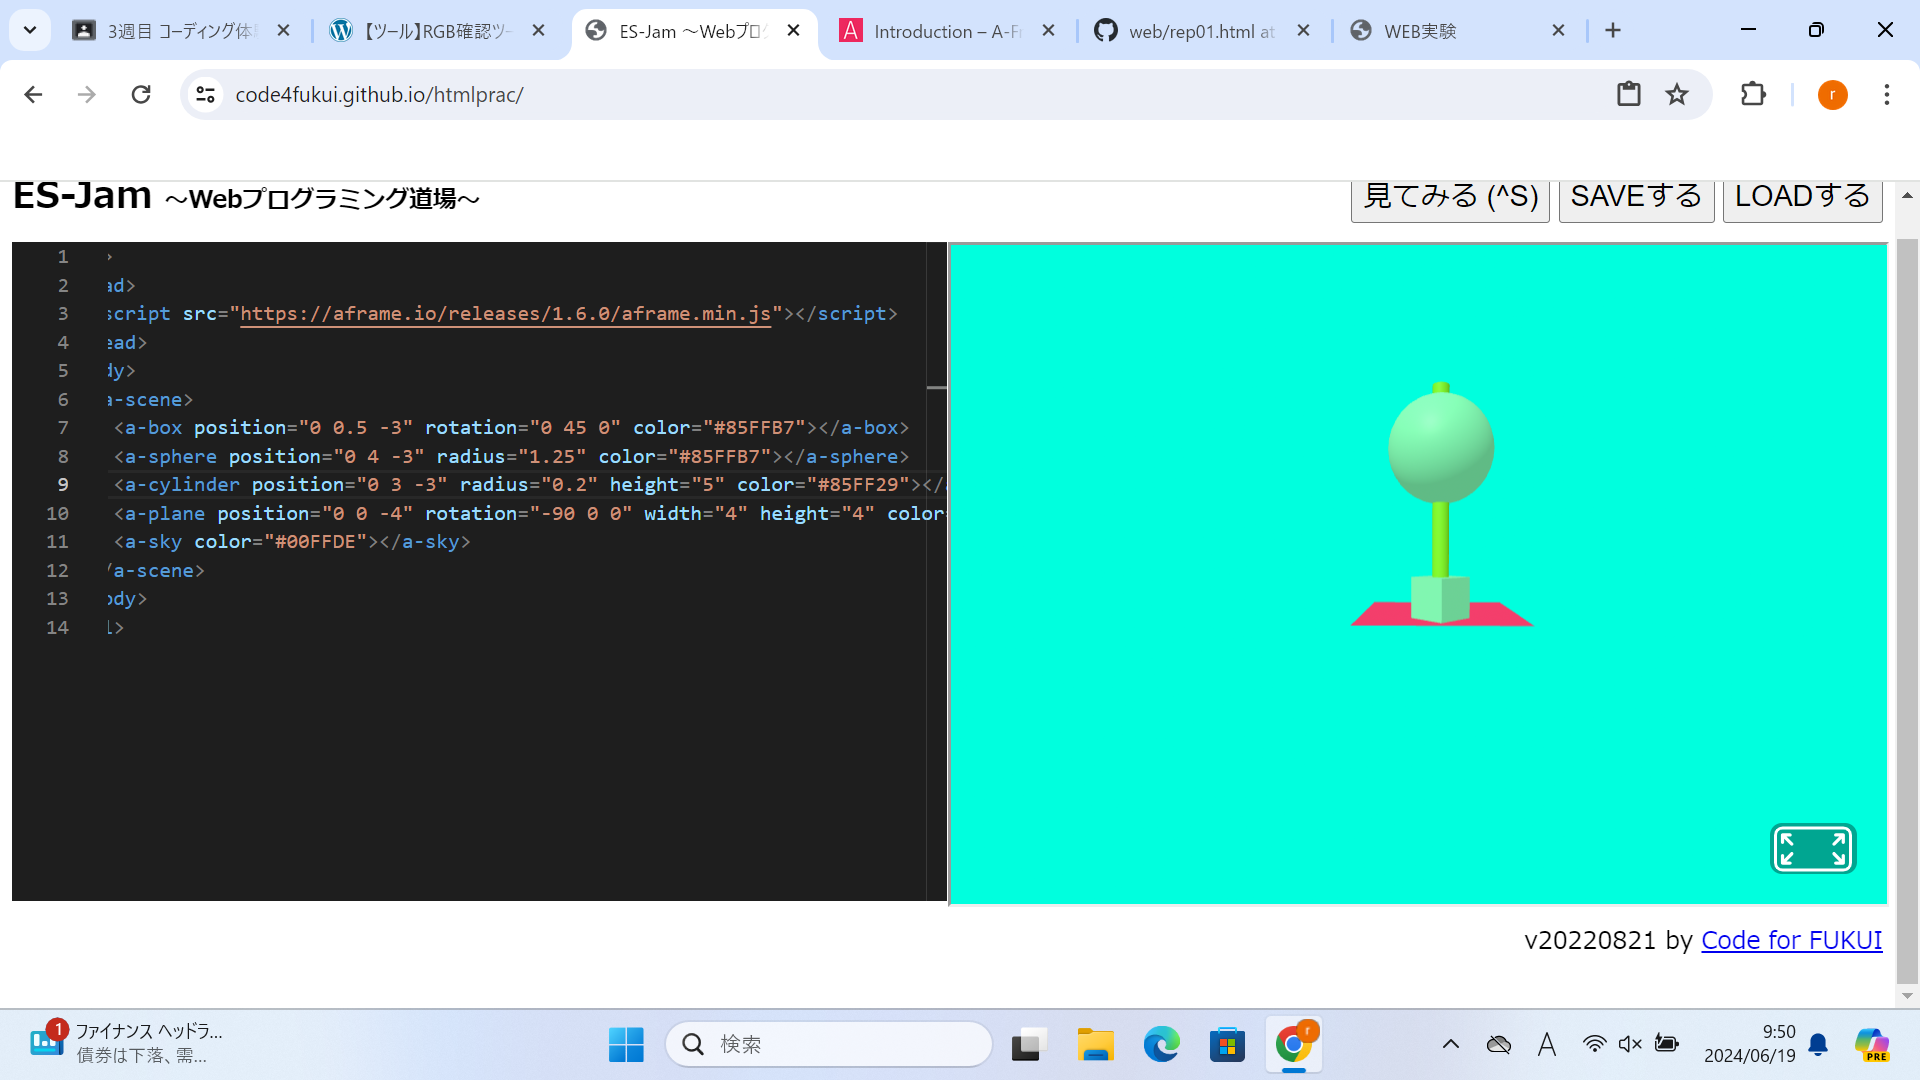 3週目 コーディング体験
【ツール】RGB確認ツー
ES-Jam ～Webプログ
Introduction – A-Fr
web/rep01.html at
WEB実験
code4fukui.github.io/htmlprac/
r
ES-Jam ～Webプログラミング道場～
見てみる (^S)
SAVEする
LOADする
1 >
2 ad>
3 script src="https://aframe.io/releases/1.6.0/aframe.min.js"></script>
4 ead>
5 dy>
6 a-scene>
7 <a-box position="0 0.5 -3" rotation="0 45 0" color="#85FFB7"></a-box>
8 <a-sphere position="0 4 -3" radius="1.25" color="#85FFB7"></a-sphere>
9 <a-cylinder position="0 3 -3" radius="0.2" height="5" color="#85FF29"></
10 <a-plane position="0 0 -4" rotation="-90 0 0" width="4" height="4" color=
11 <a-sky color="#00FFDE"></a-sky>
12 /a-scene>
13 ody>
14 l>
v20220821 by Code for FUKUI
1
ファイナンス ヘッドラ...
債券は下落、需...
検索
r
A
9:50
2024/06/19
PRE